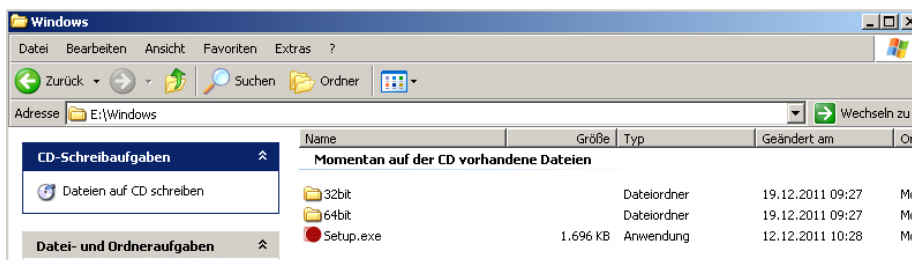 Windows
Datei Bearbeiten Ansicht Favoriten Extras ?
Zurück Suchen Ordner
Adresse E:\Windows Wechseln zu
Name Größe Typ Geändert am
CD-Schreibaufgaben Momentan auf der CD vorhandene Dateien
Dateien auf CD schreiben 32bit Dateiordner 19.12.2011 09:27
64bit Dateiordner 19.12.2011 09:27
Datei- und Ordneraufgaben Setup.exe 1.696 KB Anwendung 12.12.2011 10:28